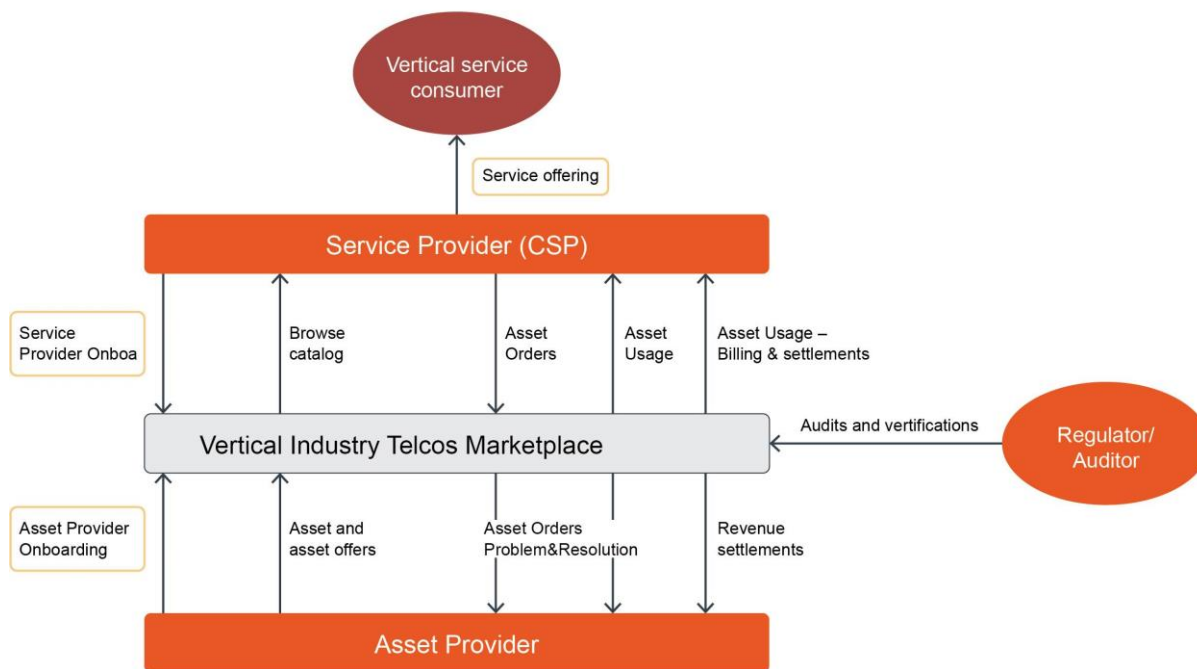 Vertical service
consumer
Service offering
Service Provider (CSP)
Service
Provider Onboa
Browse
catalog
Asset
Orders
Asset
Usage
Asset Usage –
Billing & settlements
Vertical Industry Telcos Marketplace
Audits and vertifications
Regulator/
Auditor
Asset Provider
Onboarding
Asset and
asset offers
Asset Orders
Problem&Resolution
Revenue
settlements
Asset Provider